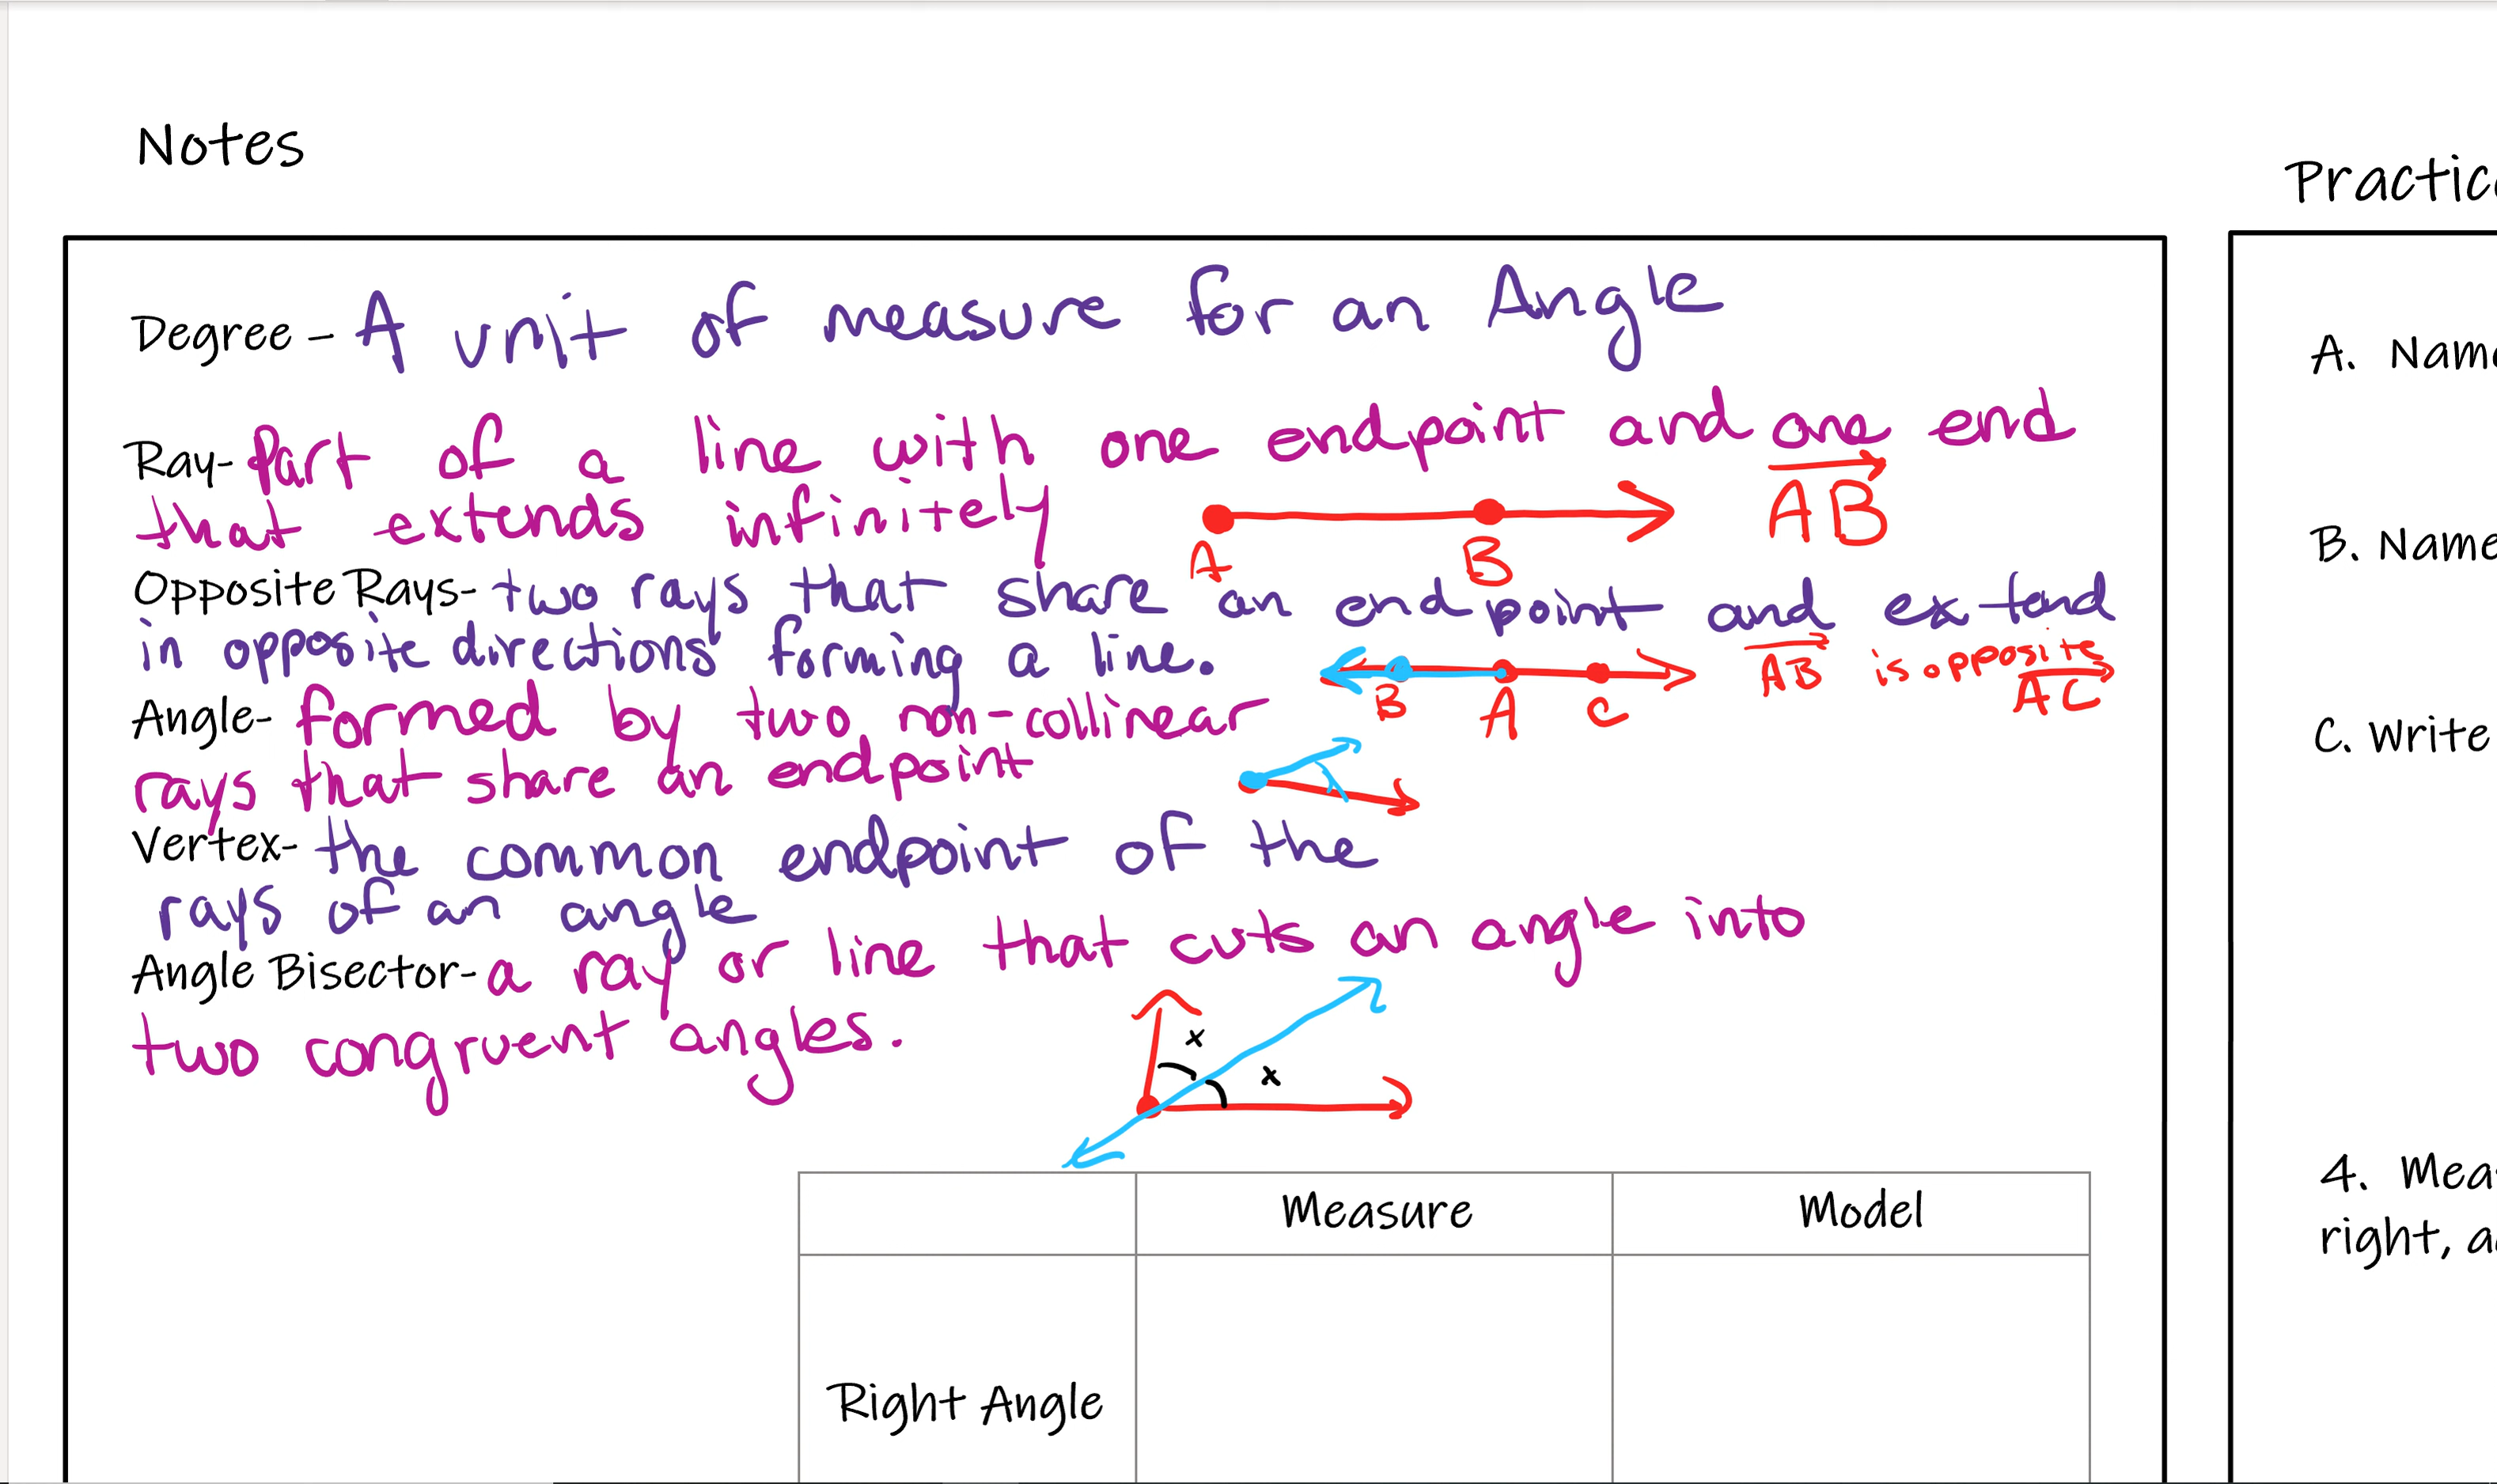 Notes
Degree - A unit of measure for an Angle
Ray- Part of a line with one endpoint and one end
that extends infinitely
A B AB
Opposite Rays- two rays that share an end point and extend
in opposite directions forming a line.
B A C AB is opposite AC
Angle- formed by two non-collinear
rays that share an endpoint
Vertex- the common endpoint of the
rays of an angle
Angle Bisector- a ray or line that cuts an angle into
two congruent angles.
x
x
Measure Model
Right Angle
A. Name
B. Name
C. Write
4.
right,